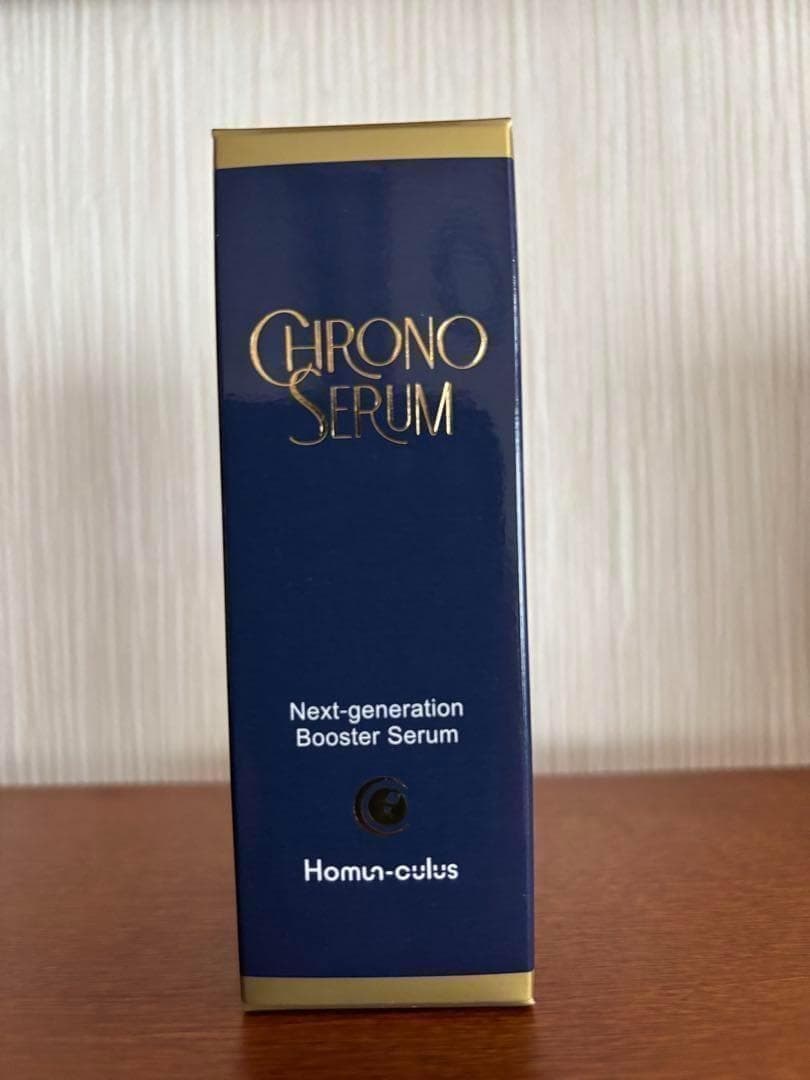 CHRONO
SERUM
Next-generation
Booster Serum
Homun-culus